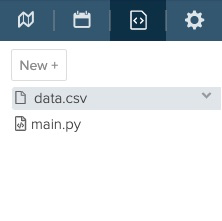 New +
data.csv
main.py